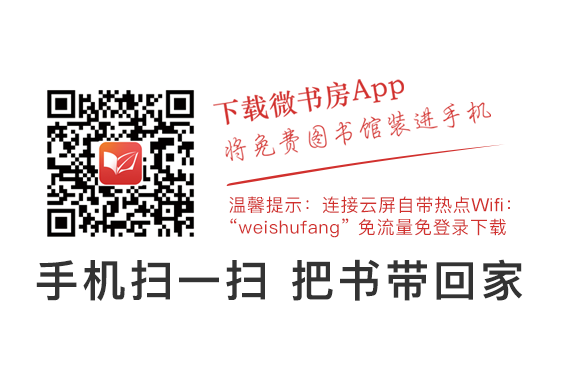 下载微书房App
将免费图书馆装进手机
温馨提示：连接云屏自带热点Wifi：
“weishufang”免流量免登录下载
手机扫一扫 把书带回家